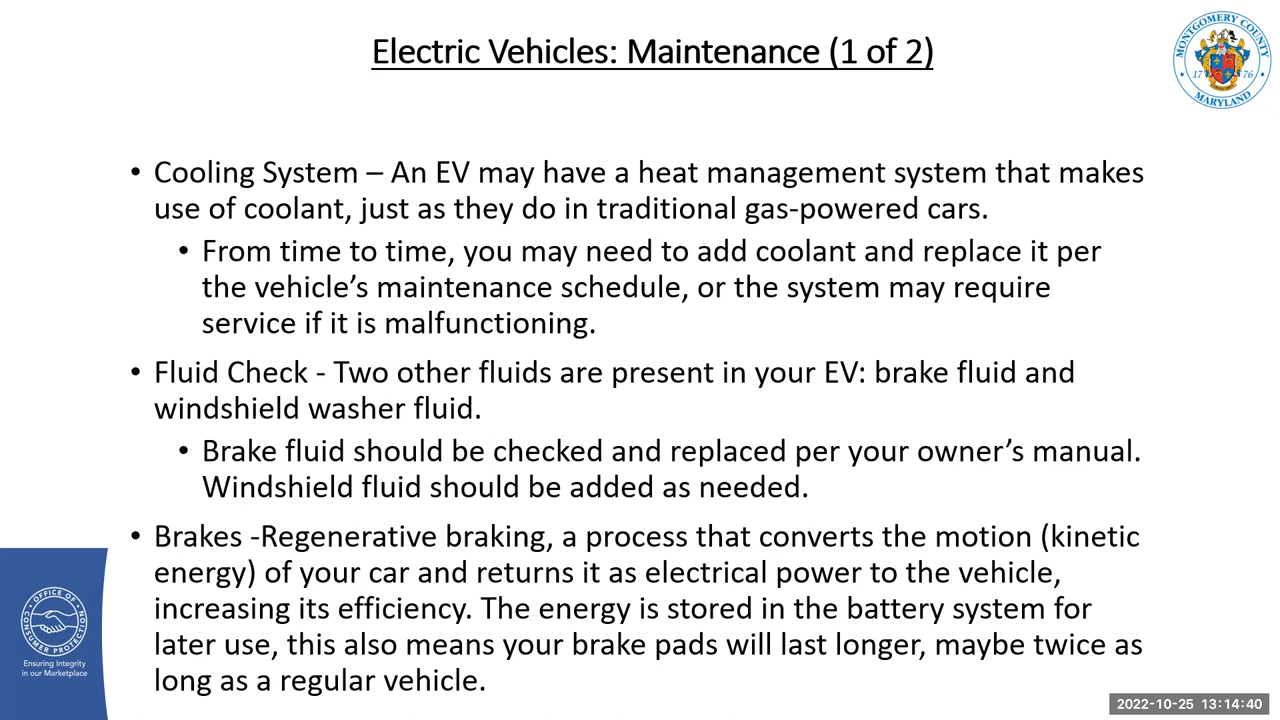 Electric Vehicles: Maintenance (1 of 2)
MONTGOMERY COUNTY
17 76
MARYLAND
• Cooling System – An EV may have a heat management system that makes
use of coolant, just as they do in traditional gas-powered cars.
• From time to time, you may need to add coolant and replace it per
the vehicle’s maintenance schedule, or the system may require
service if it is malfunctioning.
• Fluid Check - Two other fluids are present in your EV: brake fluid and
windshield washer fluid.
• Brake fluid should be checked and replaced per your owner’s manual.
Windshield fluid should be added as needed.
• Brakes -Regenerative braking, a process that converts the motion (kinetic
energy) of your car and returns it as electrical power to the vehicle,
increasing its efficiency. The energy is stored in the battery system for
later use, this also means your brake pads will last longer, maybe twice as
long as a regular vehicle.
OFFICE OF
CONSUMER PROTECTION
Ensuring Integrity
in our Marketplace
2022-10-25 13:14:40